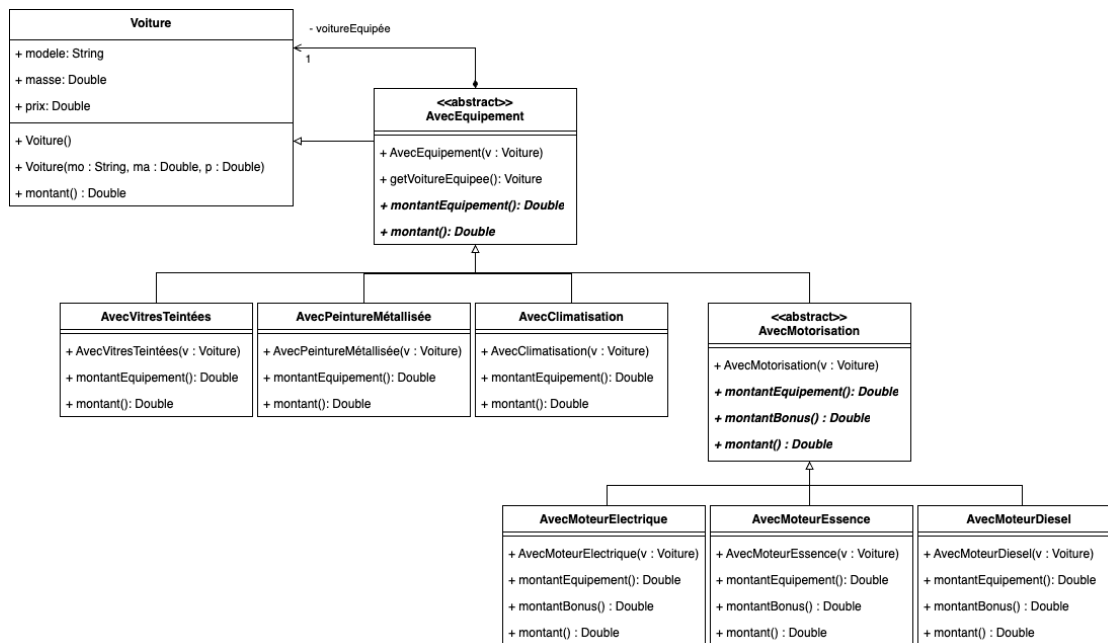 Voiture
+ modele: String
+ masse: Double
+ prix: Double
+ Voiture()
+ Voiture(mo : String, ma : Double, p : Double)
+ montant() : Double
- voitureEquipée
1
<<abstract>>
AvecEquipement
+ AvecEquipement(v : Voiture)
+ getVoitureEquipee(): Voiture
+ montantEquipement(): Double
+ montant(): Double
AvecVitresTeintées
+ AvecVitresTeintées(v : Voiture)
+ montantEquipement(): Double
+ montant(): Double
AvecPeintureMétallisée
+ AvecPeintureMétallisée(v : Voiture)
+ montantEquipement(): Double
+ montant(): Double
AvecClimatisation
+ AvecClimatisation(v : Voiture)
+ montantEquipement(): Double
+ montant(): Double
<<abstract>>
AvecMotorisation
+ AvecMotorisation(v : Voiture)
+ montantEquipement(): Double
+ montantBonus() : Double
+ montant() : Double
AvecMoteurElectrique
+ AvecMoteurElectrique(v : Voiture)
+ montantEquipement(): Double
+ montantBonus() : Double
+ montant() : Double
AvecMoteurEssence
+ AvecMoteurEssence(v : Voiture)
+ montantEquipement(): Double
+ montantBonus() : Double
+ montant() : Double
AvecMoteurDiesel
+ AvecMoteurDiesel(v : Voiture)
+ montantEquipement(): Double
+ montantBonus() : Double
+ montant() : Double